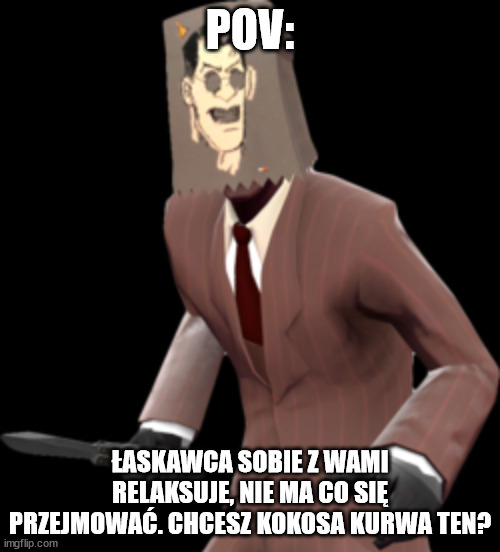 POV:
ŁASKAWCA SOBIE Z WAMI
RELAKSUJE, NIE MA CO SIĘ
PRZEJMOWAĆ. CHCESZ KOKOSA KURWA TEN?
imgflip.com